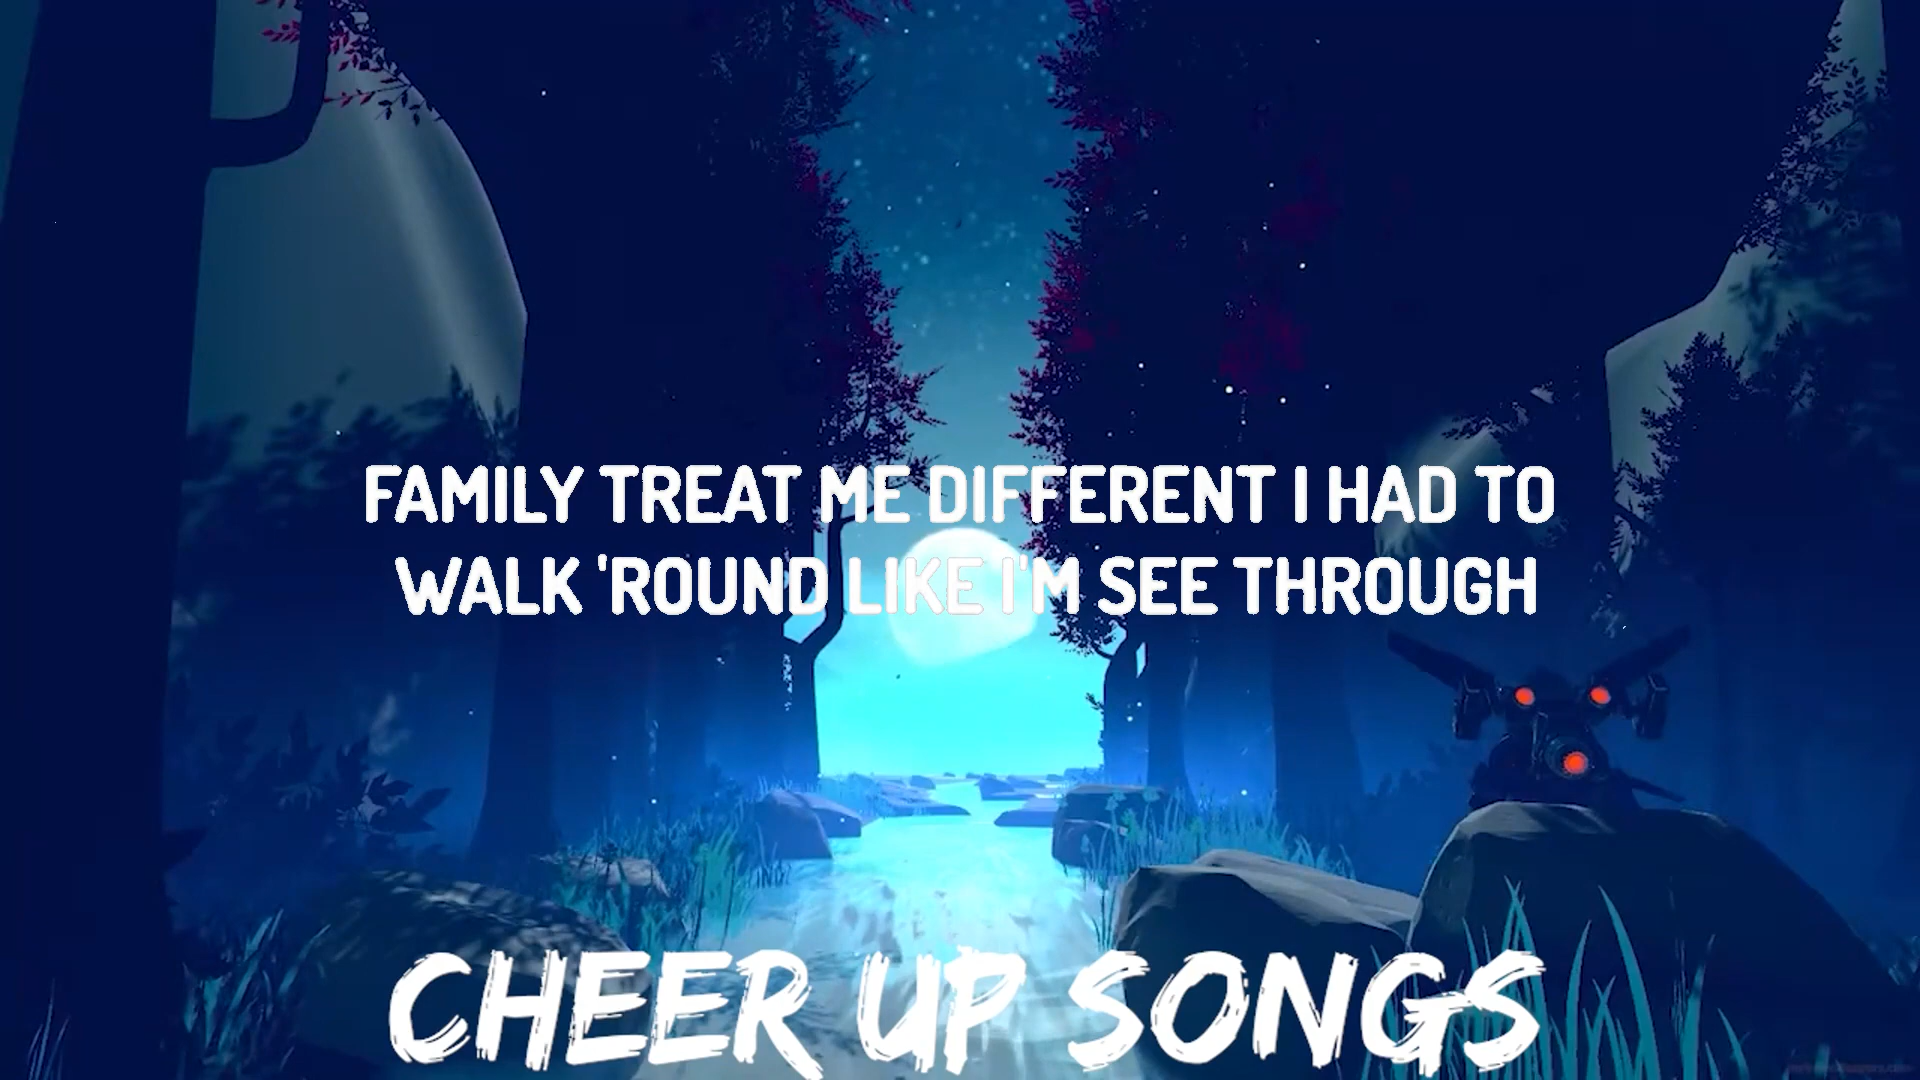 FAMILY TREAT ME DIFFERENT I HAD TO
WALK 'ROUND LIKE I'M SEE THROUGH
CHEER UP SONGS